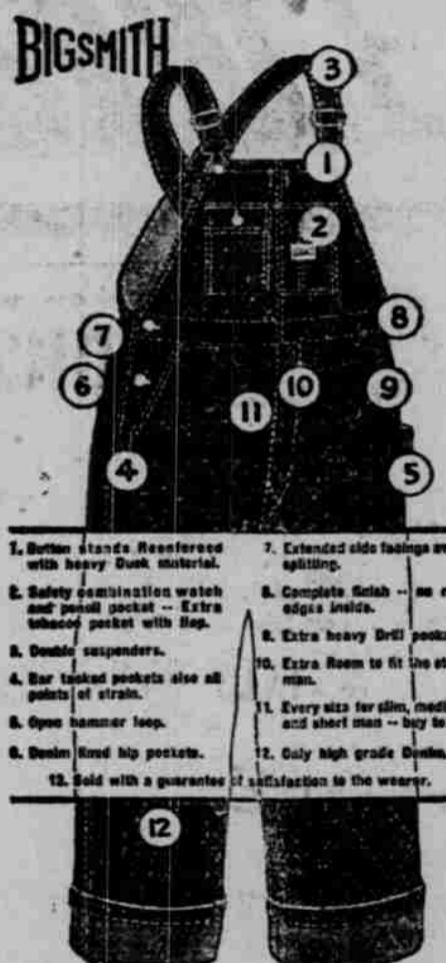 BIGSMITH
3
1
2
7
8
6
10
9
11
4
5
1. Button stands Reenforced
with heavy Duck material.
2. Safety combination watch
and pencil pocket -- Extra
tobacco pocket with flap.
3. Double suspenders.
4. Bar tacked pockets also all
points of strain.
5. Open hammer loop.
6. Denim lined hip pockets.
7. Extended side facings
splitting.
8. Complete finish -- no
edges inside.
9. Extra heavy Drill
10. Extra Room to fit the
man.
11. Every size for slim,
and short man -- buy to
12. Only high grade Denim,
13. Sold with a guarantee of satisfaction to the wearer.
12